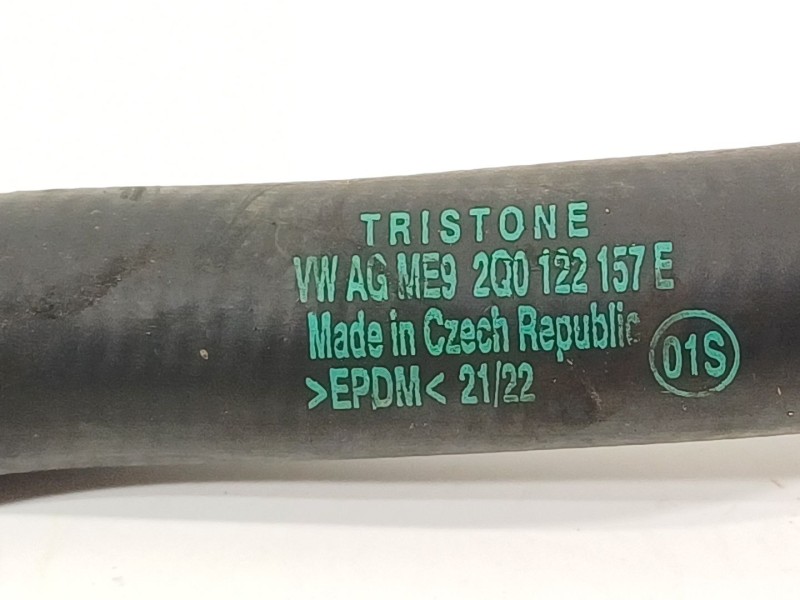 TRISTONE
VW AG ME9 2Q0 122 157 E
Made in Czech Republic
>EPDM< 21/22
01S